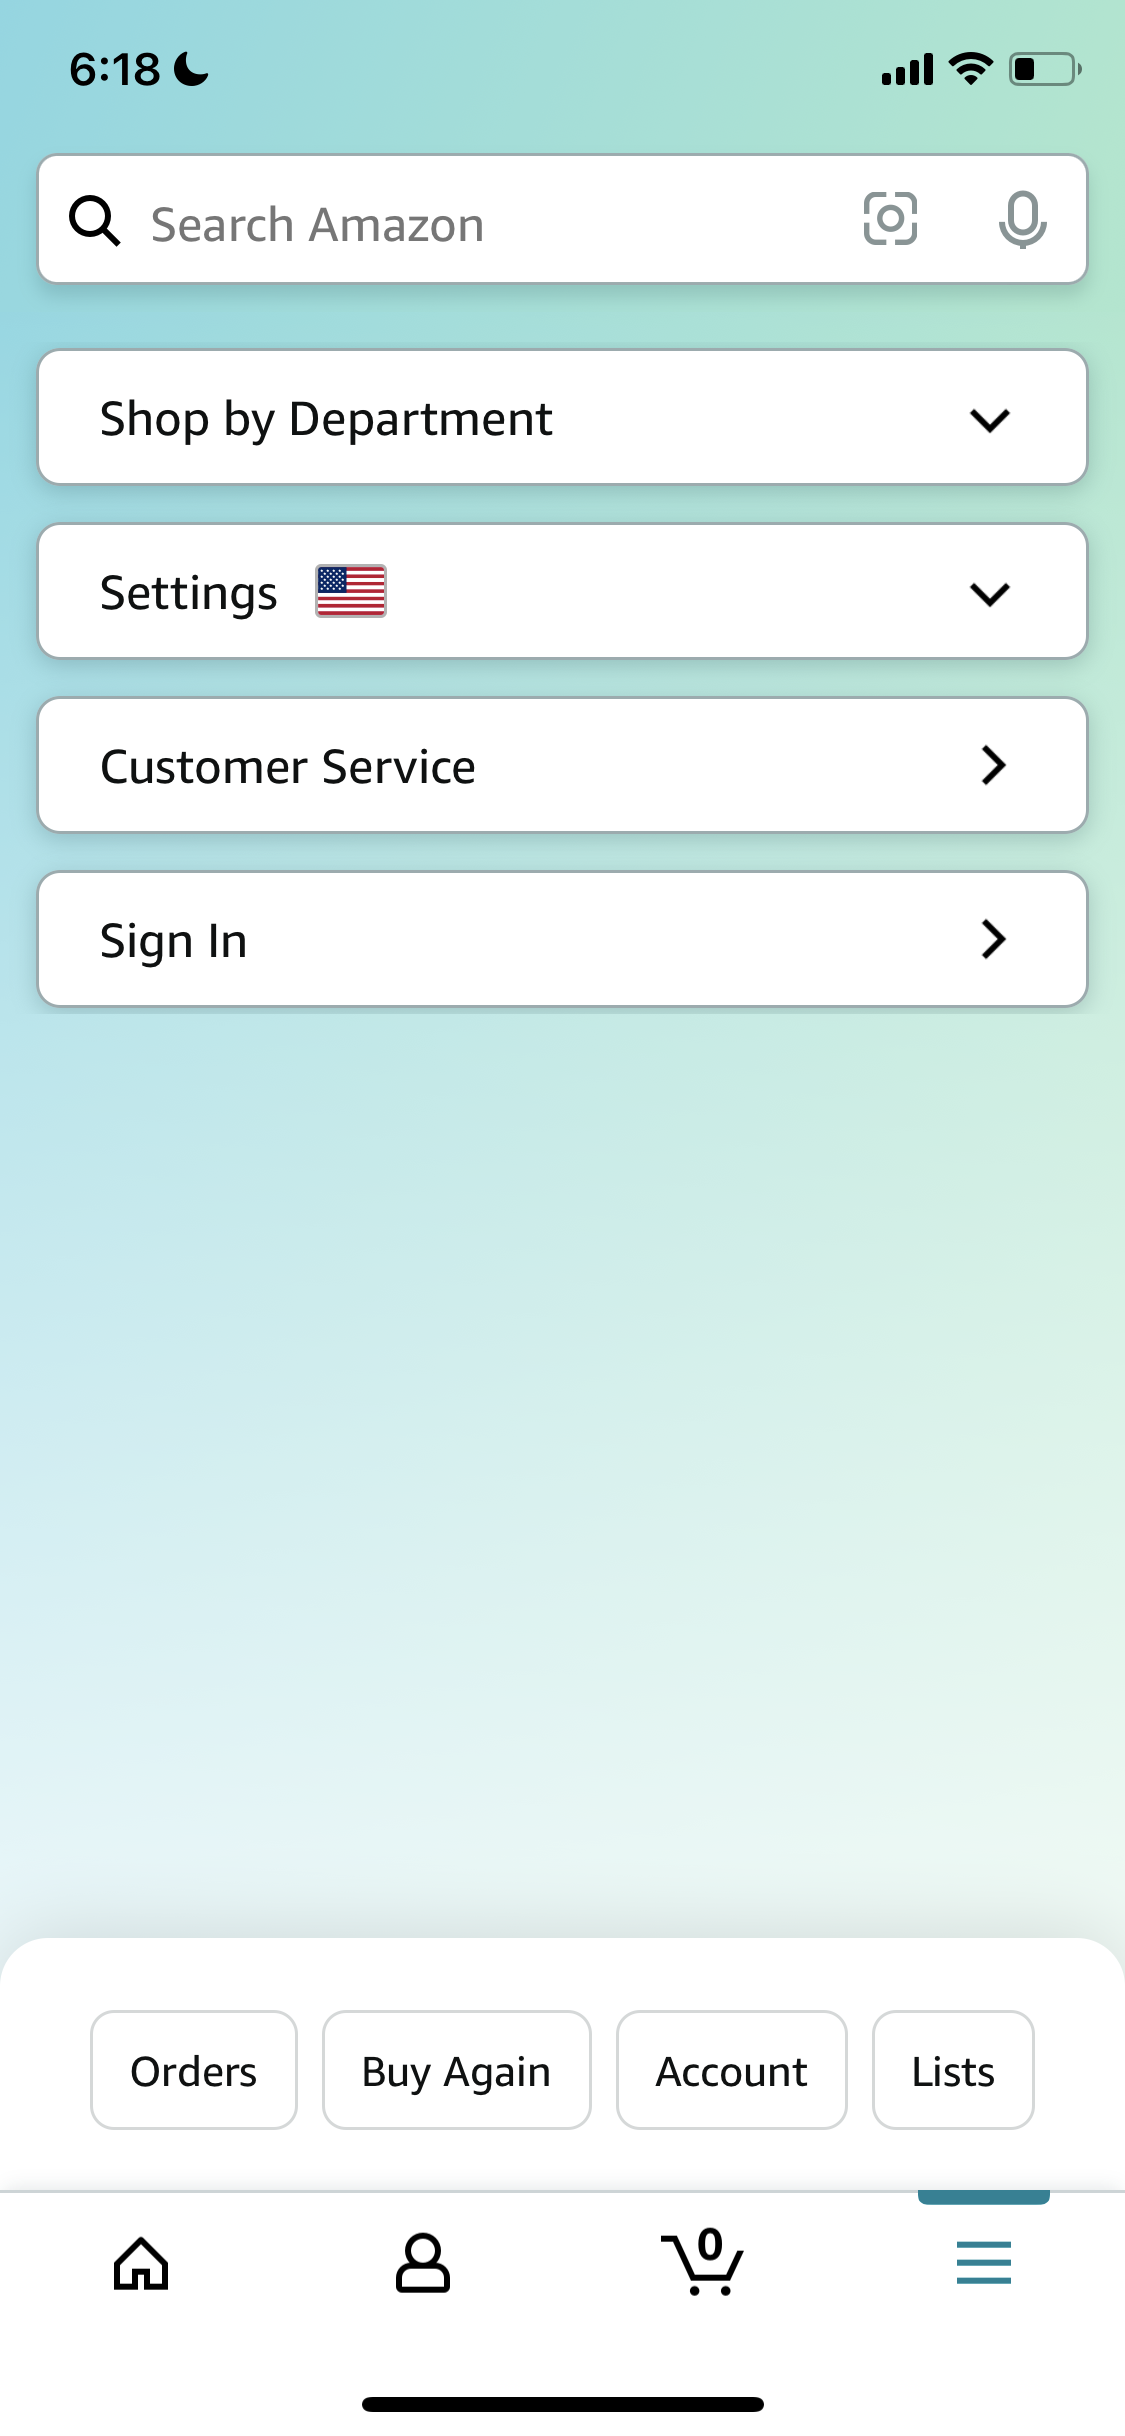 6:18
Search Amazon
Shop by Department
Settings
Customer Service
Sign In
Orders
Buy Again
Account
Lists
0